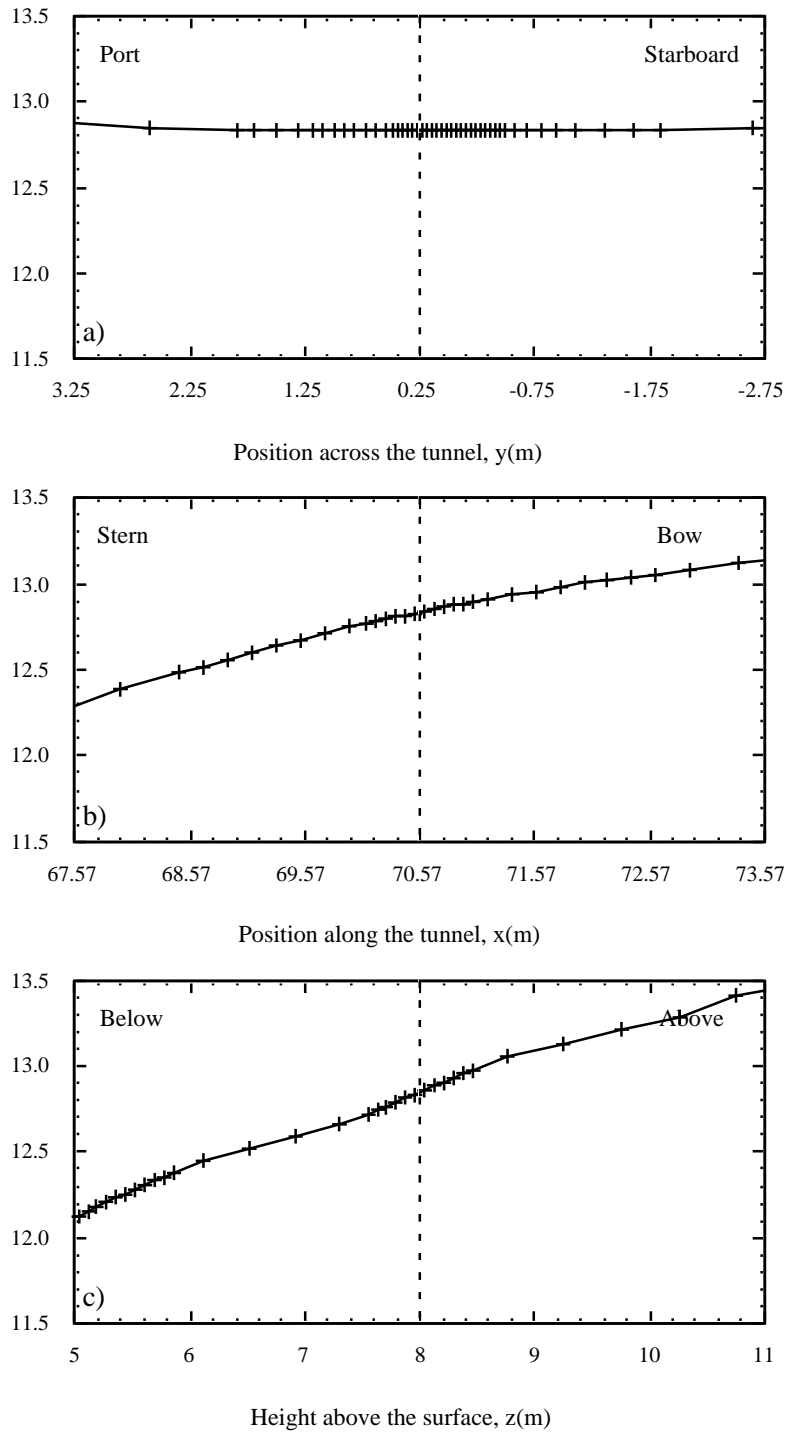 13.5
Port Starboard
13.0
12.5
12.0
a)
11.5
3.25 2.25 1.25 0.25 -0.75 -1.75 -2.75
Position across the tunnel, y(m)
13.5
Stern Bow
13.0
12.5
12.0
b)
11.5
67.57 68.57 69.57 70.57 71.57 72.57 73.57
Position along the tunnel, x(m)
13.5
Below Above
13.0
12.5
12.0
c)
11.5
5 6 7 8 9 10 11
Height above the surface, z(m)